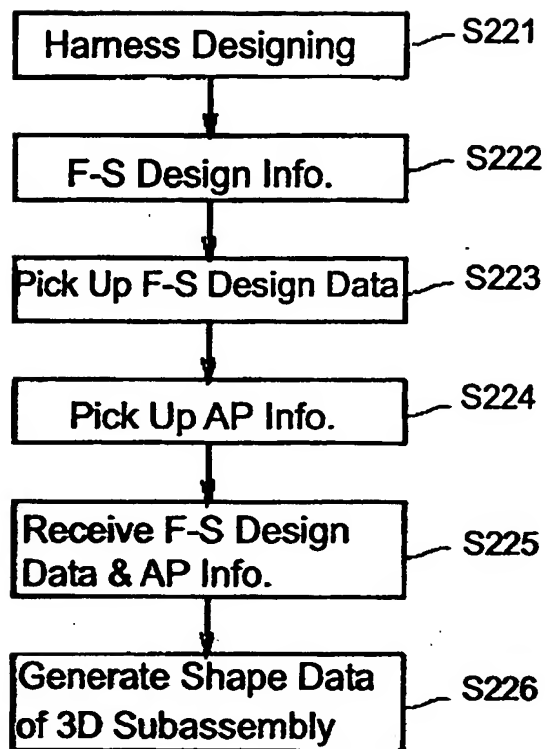 Harness Designing
S221
F-S Design Info.
S222
Pick Up F-S Design Data
S223
Pick Up AP Info.
S224
Receive F-S Design
Data & AP Info.
S225
Generate Shape Data
of 3D Subassembly
S226